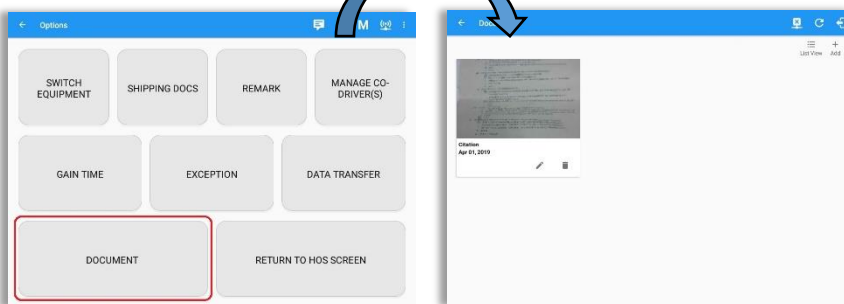 Options
M
SWITCH
EQUIPMENT
SHIPPING DOCS
REMARK
MANAGE CO-
DRIVER(S)
GAIN TIME
EXCEPTION
DATA TRANSFER
DOCUMENT
RETURN TO HOS SCREEN
List View
Add
Citation
Apr 01, 2019